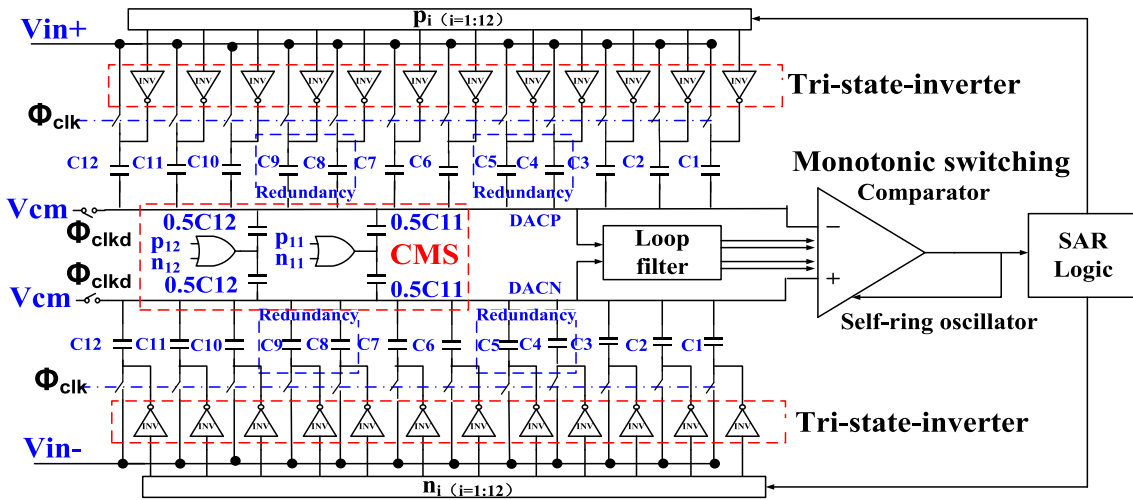 pi (i=1:12)
Vin+
INV INV INV INV INV INV INV INV INV INV INV INV
Tri-state-inverter
Φclk
C12 C11 C10 C9 C8 C7 C6 C5 C4 C3 C2 C1
Redundancy Redundancy
Monotonic switching
Comparator
Vcm
Φclkd
0.5C12 0.5C11
DACP
p12 p11
n12 n11
CMS
Loop
filter
−
+
SAR
Logic
Φclkd
0.5C12 0.5C11
DACN
Vcm
Self-ring oscillator
Redundancy Redundancy
C12 C11 C10 C9 C8 C7 C6 C5 C4 C3 C2 C1
Φclk
INV INV INV INV INV INV INV INV INV INV INV INV
Tri-state-inverter
Vin-
ni (i=1:12)